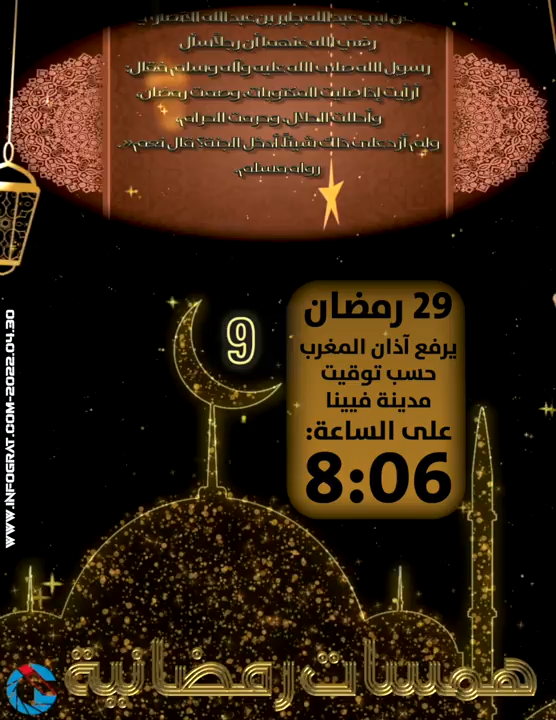 عن أبي عبد الله جابر بن عبد الله الأنصاري
رضي الله عنهما أن رجلاً سأل
رسول الله صلى الله عليه وآله وسلم فقال:
أرأيت إذا صليت المكتوبات، وصمت رمضان،
وأحللت الحلال، وحرمت الحرام،
ولم أزد على ذلك شيئاً أدخل الجنة؟ قال نعم».
رواه مسلم.
9
29 رمضان
يرفع آذان المغرب
حسب توقيت
مدينة فيينا
على الساعة:
8:06
WWW.INFOGRAT.COM-2022.04.30
همسات رمضانية